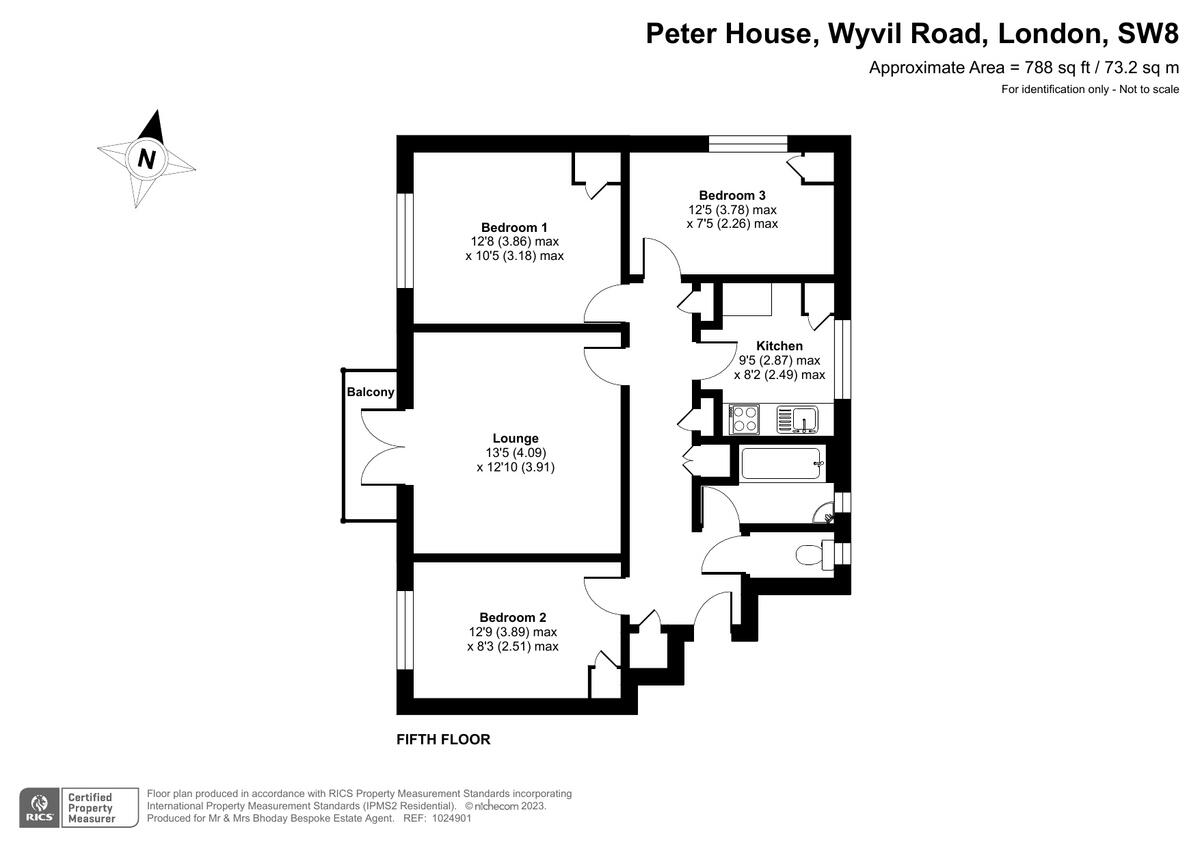 Peter House, Wyvil Road, London, SW8
Approximate Area = 788 sq ft / 73.2 sq m
For identification only - Not to scale
N
Bedroom 3
12'5 (3.78) max
x 7'5 (2.26) max
Bedroom 1
12'8 (3.86) max
x 10'5 (3.18) max
Kitchen
9'5 (2.87) max
x 8'2 (2.49) max
Balcony
Lounge
13'5 (4.09)
x 12'10 (3.91)
Bedroom 2
12'9 (3.89) max
x 8'3 (2.51) max
FIFTH FLOOR
RICS
Certified
Property
Measurer
Floor plan produced in accordance with RICS Property Measurement Standards incorporating
International Property Measurement Standards (IPMS2 Residential). © nichecom 2023.
Produced for Mr & Mrs Bhoday Bespoke Estate Agent. REF: 1024901